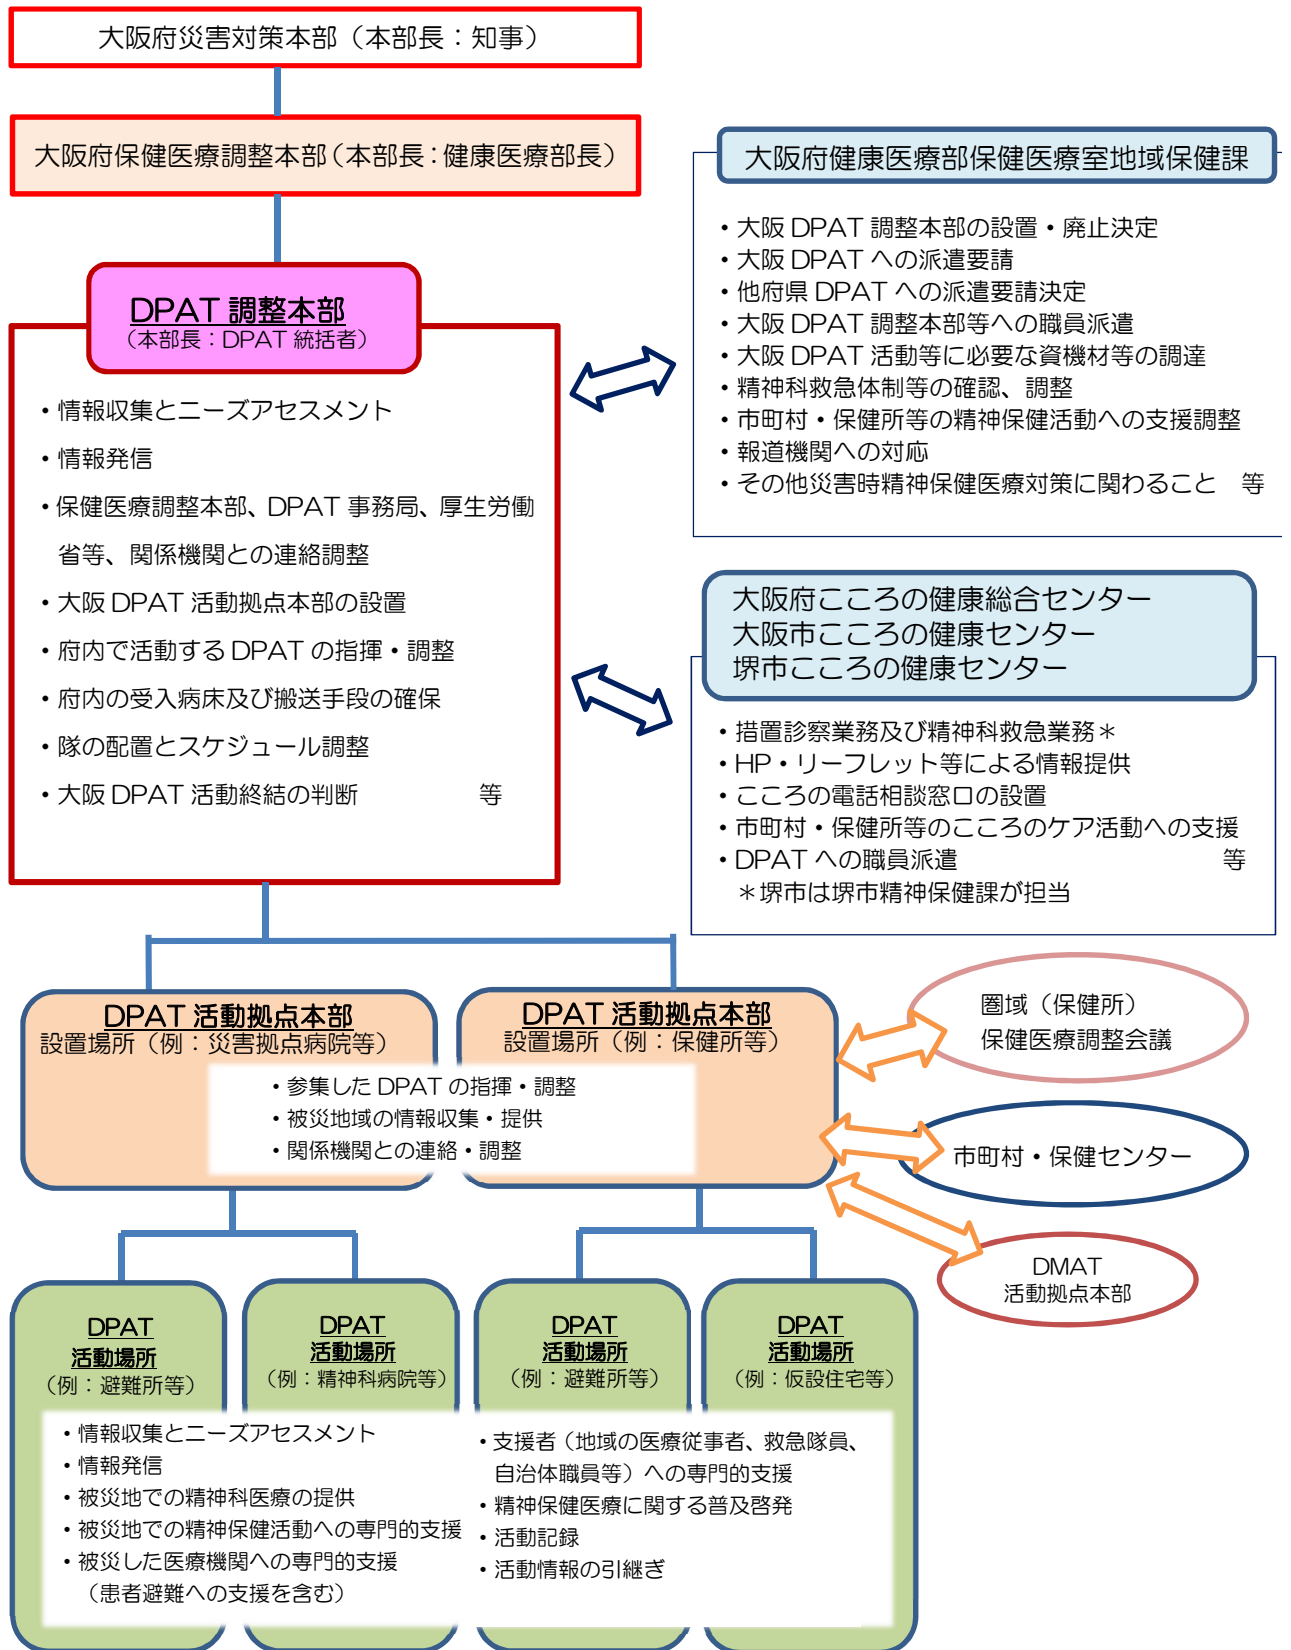 大阪府災害対策本部（本部長：知事）
大阪府保健医療調整本部（本部長：健康医療部長）
DPAT 調整本部
（本部長：DPAT 統括者）
・情報収集とニーズアセスメント
・情報発信
・保健医療調整本部、DPAT 事務局、厚生労働
省等、関係機関との連絡調整
・大阪 DPAT 活動拠点本部の設置
・府内で活動する DPAT の指揮・調整
・府内の受入病床及び搬送手段の確保
・隊の配置とスケジュール調整
・大阪 DPAT 活動終結の判断　　　　等
大阪府健康医療部保健医療室地域保健課
・大阪 DPAT 調整本部の設置・廃止決定
・大阪 DPAT への派遣要請
・他府県 DPAT への派遣要請決定
・大阪 DPAT 調整本部等への職員派遣
・大阪 DPAT 活動等に必要な資機材等の調達
・精神科救急体制等の確認、調整
・市町村・保健所等の精神保健活動への支援調整
・報道機関への対応
・その他災害時精神保健医療対策に関わること　等
大阪府こころの健康総合センター
大阪市こころの健康センター
堺市こころの健康センター
・措置診察業務及び精神科救急業務＊
・HP・リーフレット等による情報提供
・こころの電話相談窓口の設置
・市町村・保健所等のこころのケア活動への支援
・DPAT への職員派遣　　　　　　　　　等
＊堺市は堺市精神保健課が担当
DPAT 活動拠点本部
設置場所（例：災害拠点病院等）
DPAT 活動拠点本部
設置場所（例：保健所等）
・参集した DPAT の指揮・調整
・被災地域の情報収集・提供
・関係機関との連絡・調整
圏域（保健所）
保健医療調整会議
市町村・保健センター
DMAT
活動拠点本部
DPAT
活動場所
（例：避難所等）
DPAT
活動場所
（例：精神科病院等）
DPAT
活動場所
（例：避難所等）
DPAT
活動場所
（例：仮設住宅等）
・情報収集とニーズアセスメント
・情報発信
・被災地での精神科医療の提供
・被災地での精神保健活動への専門的支援
・被災した医療機関への専門的支援
（患者避難への支援を含む）
・支援者（地域の医療従事者、救急隊員、
自治体職員等）への専門的支援
・精神保健医療に関する普及啓発
・活動記録
・活動情報の引継ぎ